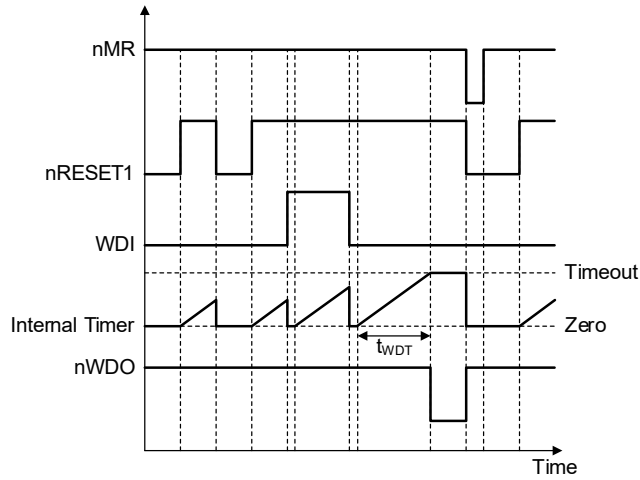 nMR
nRESET1
WDI
Timeout
Internal Timer
Zero
tWDT
nWDO
Time